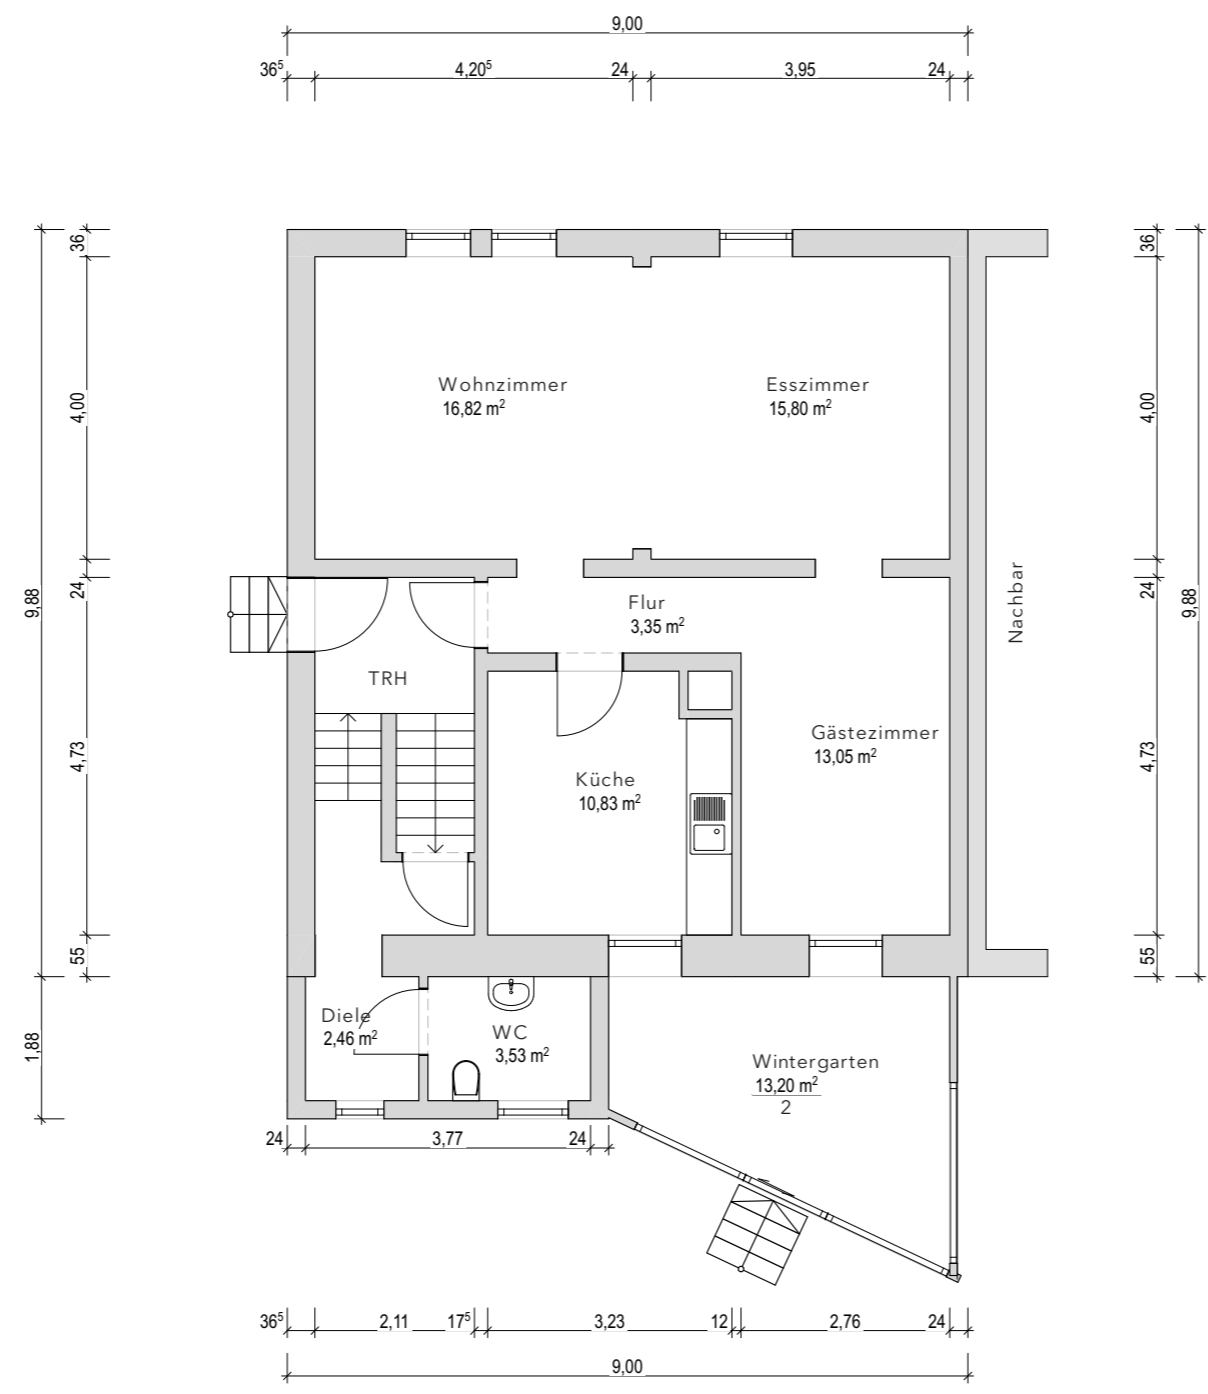 9,00
36⁵ 4,20⁵ 24 3,95 24
36 36
Wohnzimmer Esszimmer
16,82 m² 15,80 m²
4,00 4,00
24 24
9,88 9,88
Flur
3,35 m²
Nachbar
TRH
Gästezimmer
13,05 m²
4,73 4,73
Küche
10,83 m²
55 55
Diele
2,46 m²
WC
3,53 m²
1,88
Wintergarten
13,20 m²
2
24 3,77 24
36⁵ 2,11 17⁵ 3,23 12 2,76 24
9,00